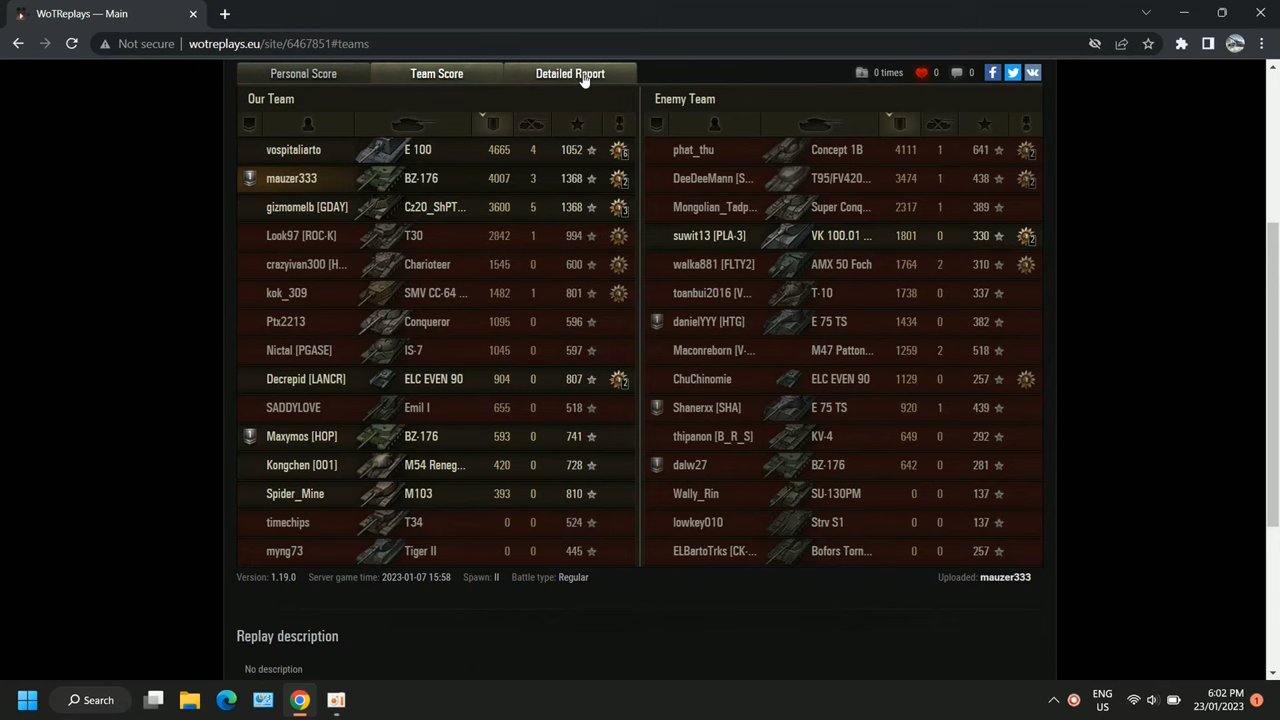 WoTReplays — Main
Not secure wotreplays.eu/site/6467851#teams
Personal Score Team Score Detailed Report 0 times 0 0
Our Team Enemy Team
vospitaliarto E 100 4665 4 1052 6 phat_thu Concept 1B 4111 1 641 2
mauzer333 BZ-176 4007 3 1368 2 DeeDeeMann [S... T95/FV420... 3474 1 438 2
gizmomelb [GDAY] Cz20_ShPT... 3600 5 1368 3 Mongolian_Tadp... Super Conq... 2317 1 389
Look97 [ROC-K] T30 2842 1 994 suwit13 [PLA-3] VK 100.01 ... 1801 0 330 2
crazyivan300 [H... Charioteer 1545 0 600 walka881 [FLTY2] AMX 50 Foch 1764 2 310
kok_309 SMV CC-64 ... 1482 1 801 toanbui2016 [V... T-10 1738 0 337
Ptx2213 Conqueror 1095 0 596 1 danielYYY [HTG] E 75 TS 1434 0 382
Nictal [PGASE] IS-7 1045 0 597 Maconreborn [V-... M47 Patton... 1259 2 518
Decrepid [LANCR] ELC EVEN 90 904 0 807 2 ChuChinomie ELC EVEN 90 1129 0 257
SADDYLOVE Emil I 655 0 518 1 Shanerxx [SHA] E 75 TS 920 1 439
1 Maxymos [HOP] BZ-176 593 0 741 thipanon [B_R_S] KV-4 649 0 292
Kongchen [001] M54 Reneg... 420 0 728 1 dalw27 BZ-176 642 0 281
Spider_Mine M103 393 0 810 Wally_Rin SU-130PM 0 0 137
timechips T34 0 0 524 lowkey010 Strv S1 0 0 137
myng73 Tiger II 0 0 445 ELBartoTrks [CK-... Bofors Torn... 0 0 257
Version: 1.19.0 Server game time: 2023-01-07 15:58 Spawn: II Battle type: Regular Uploaded: mauzer333
Replay description
No description
Search ENG US 6:02 PM 23/01/2023 1